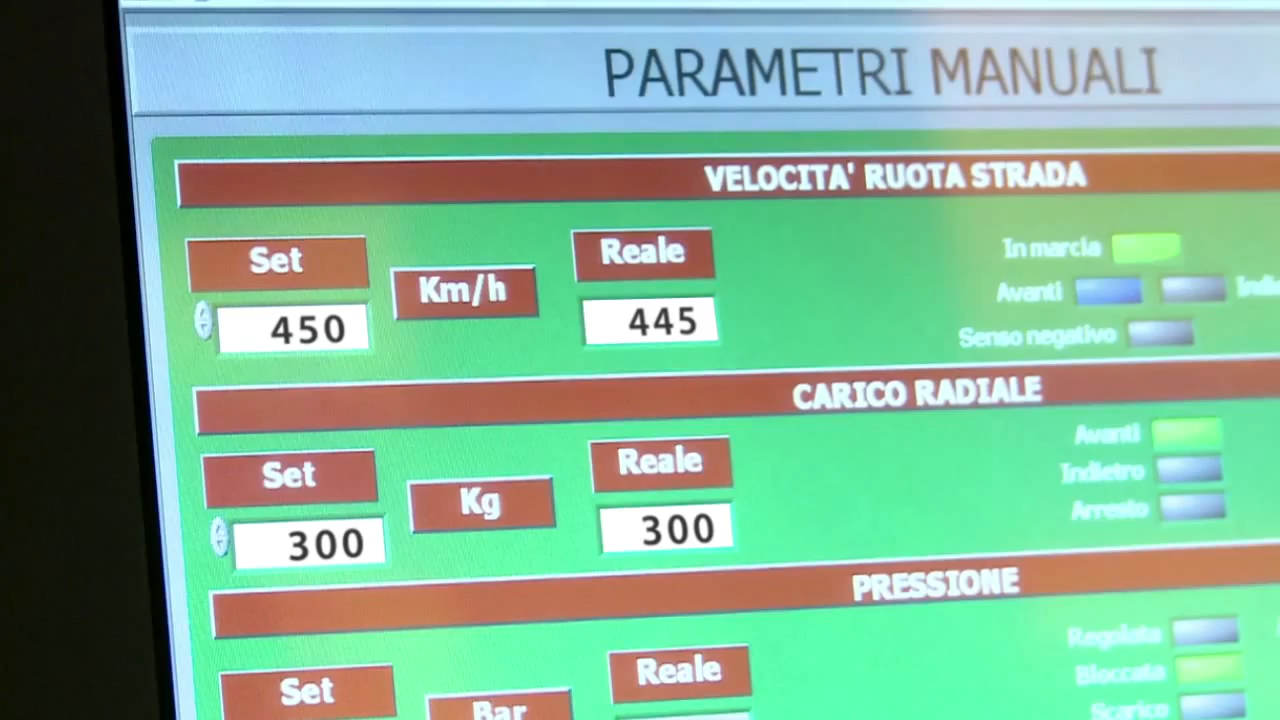 PARAMETRI MANUALI
VELOCITA' RUOTA STRADA
Set
Km/h
Reale
450
445
In marcia
Avanti
Senso negativo
CARICO RADIALE
Set
Kg
Reale
300
300
Avanti
Indietro
Arresto
PRESSIONE
Set
Bar
Reale
Regolata
Bloccata
Scarico